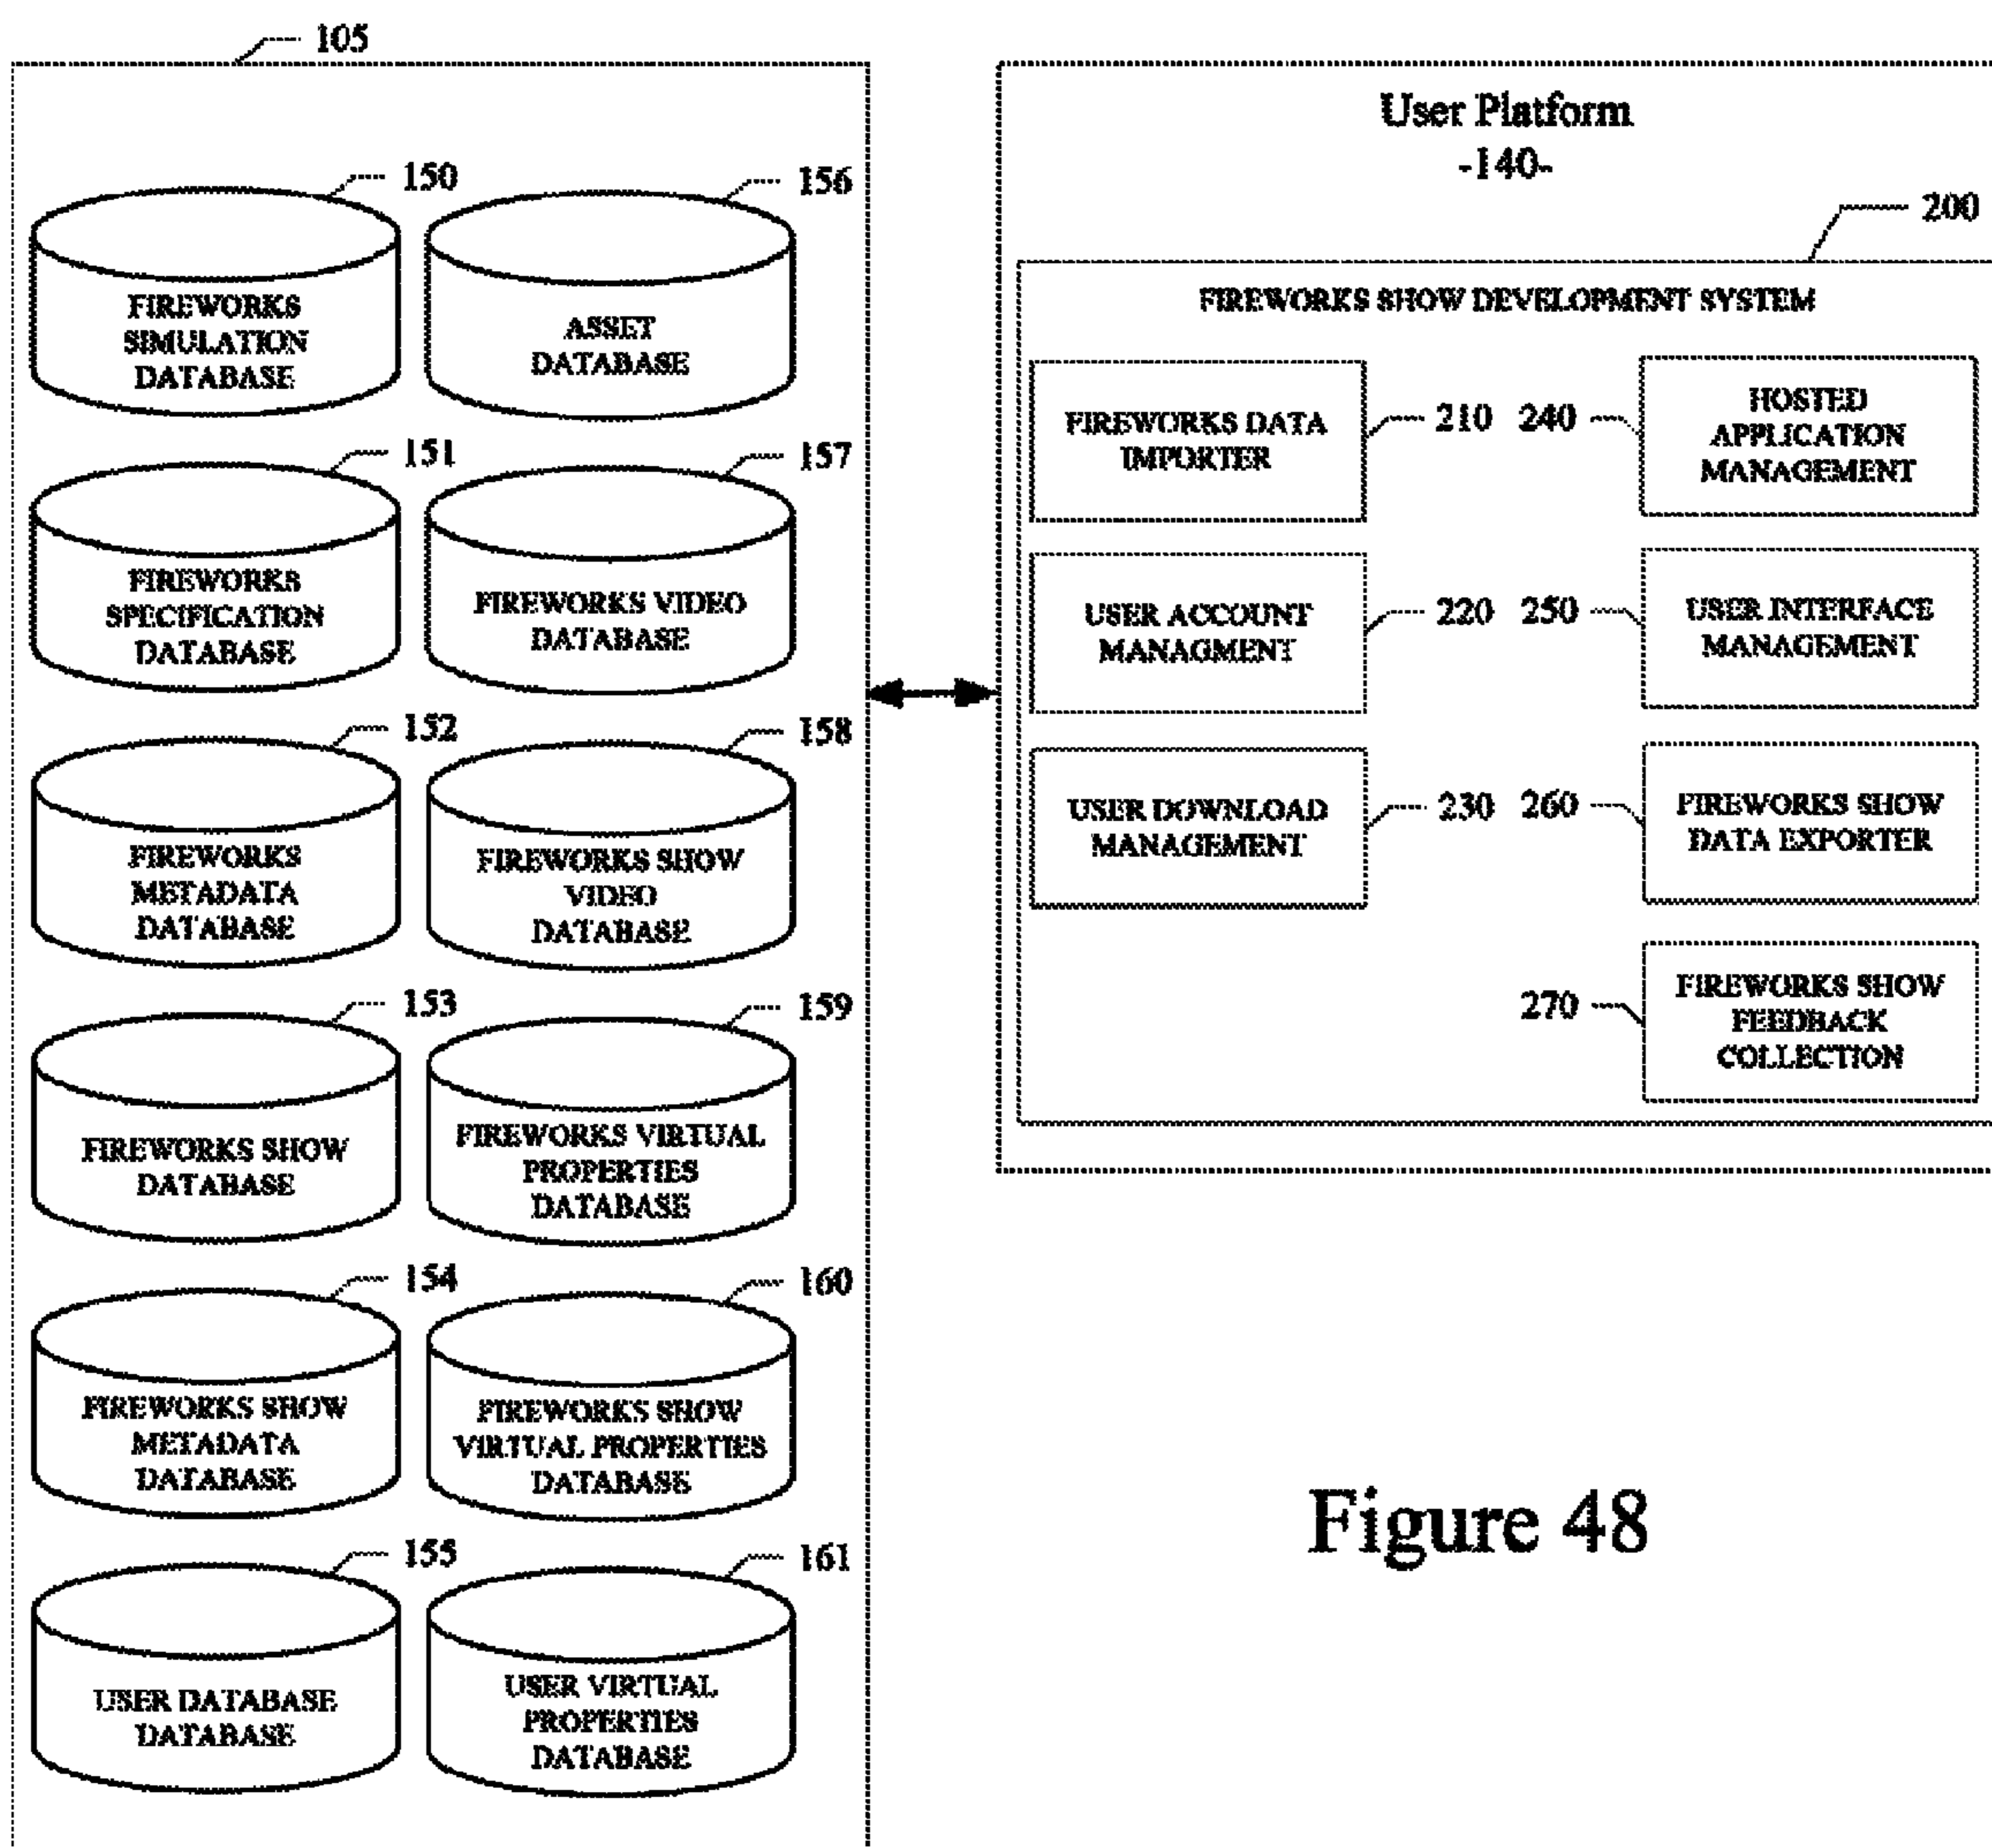 105
150
FIREWORKS
SIMULATION
DATABASE
156
ASSET
DATABASE
151
FIREWORKS
SPECIFICATION
DATABASE
157
FIREWORKS VIDEO
DATABASE
152
FIREWORKS
METADATA
DATABASE
158
FIREWORKS SHOW
VIDEO
DATABASE
153
FIREWORKS SHOW
DATABASE
159
FIREWORKS VIRTUAL
PROPERTIES
DATABASE
154
FIREWORKS SHOW
METADATA
DATABASE
160
FIREWORKS SHOW
VIRTUAL PROPERTIES
DATABASE
155
USER DATABASE
DATABASE
161
USER VIRTUAL
PROPERTIES
DATABASE
User Platform
-140-
200
FIREWORKS SHOW DEVELOPMENT SYSTEM
FIREWORKS DATA
IMPORTER
210
240
HOSTED
APPLICATION
MANAGEMENT
USER ACCOUNT
MANAGMENT
220
250
USER INTERFACE
MANAGEMENT
USER DOWNLOAD
MANAGEMENT
230
260
FIREWORKS SHOW
DATA EXPORTER
270
FIREWORKS SHOW
FEEDBACK
COLLECTION
Figure 48